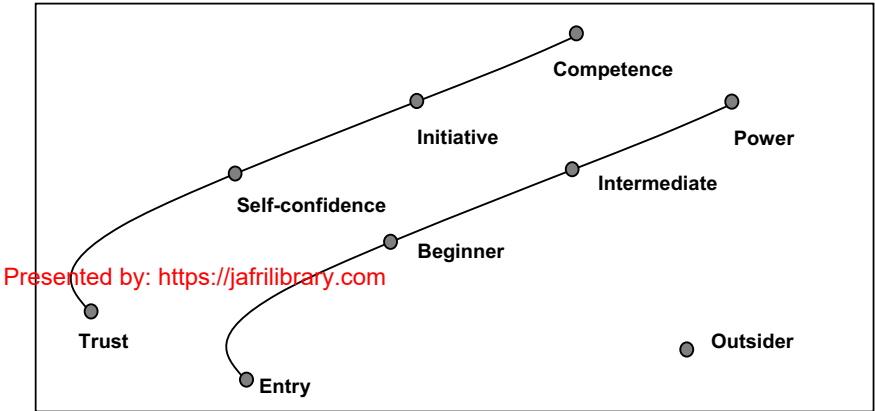 Competence
Initiative
Power
Intermediate
Self-confidence
Beginner
Presented by: https://jafrilibrary.com
Trust
Outsider
Entry